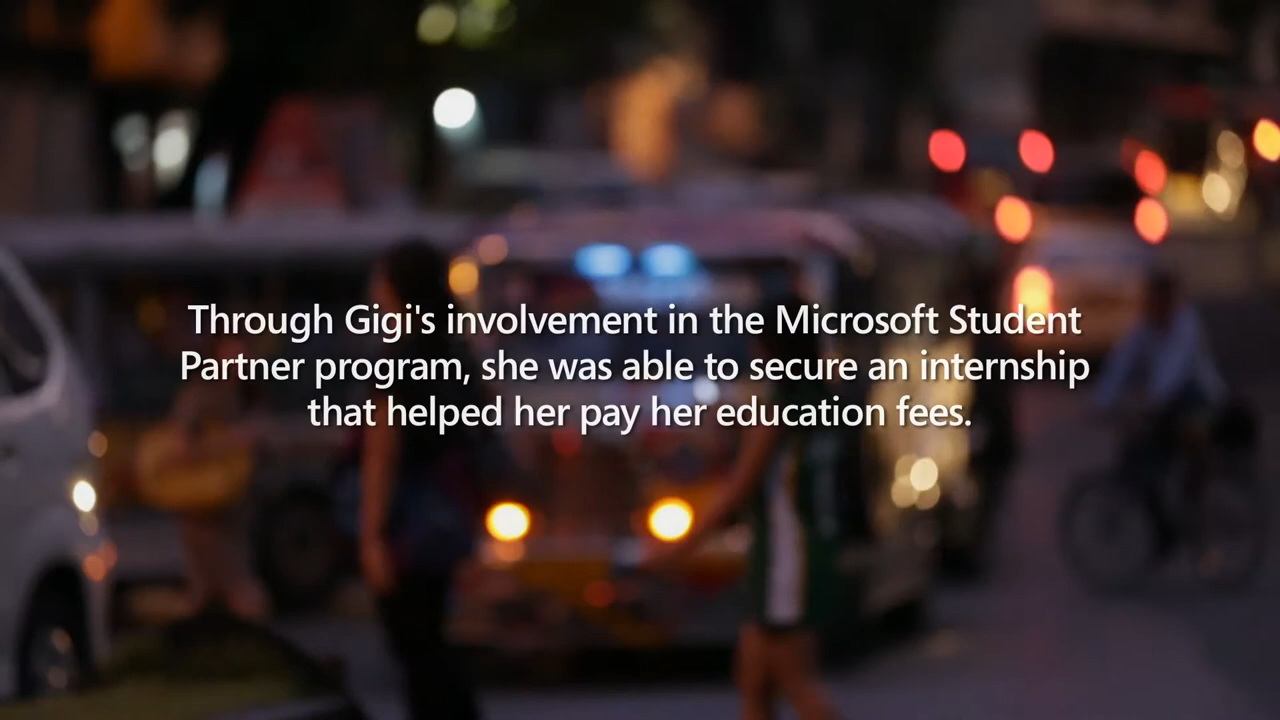 Through Gigi's involvement in the Microsoft Student
Partner program, she was able to secure an internship
that helped her pay her education fees.